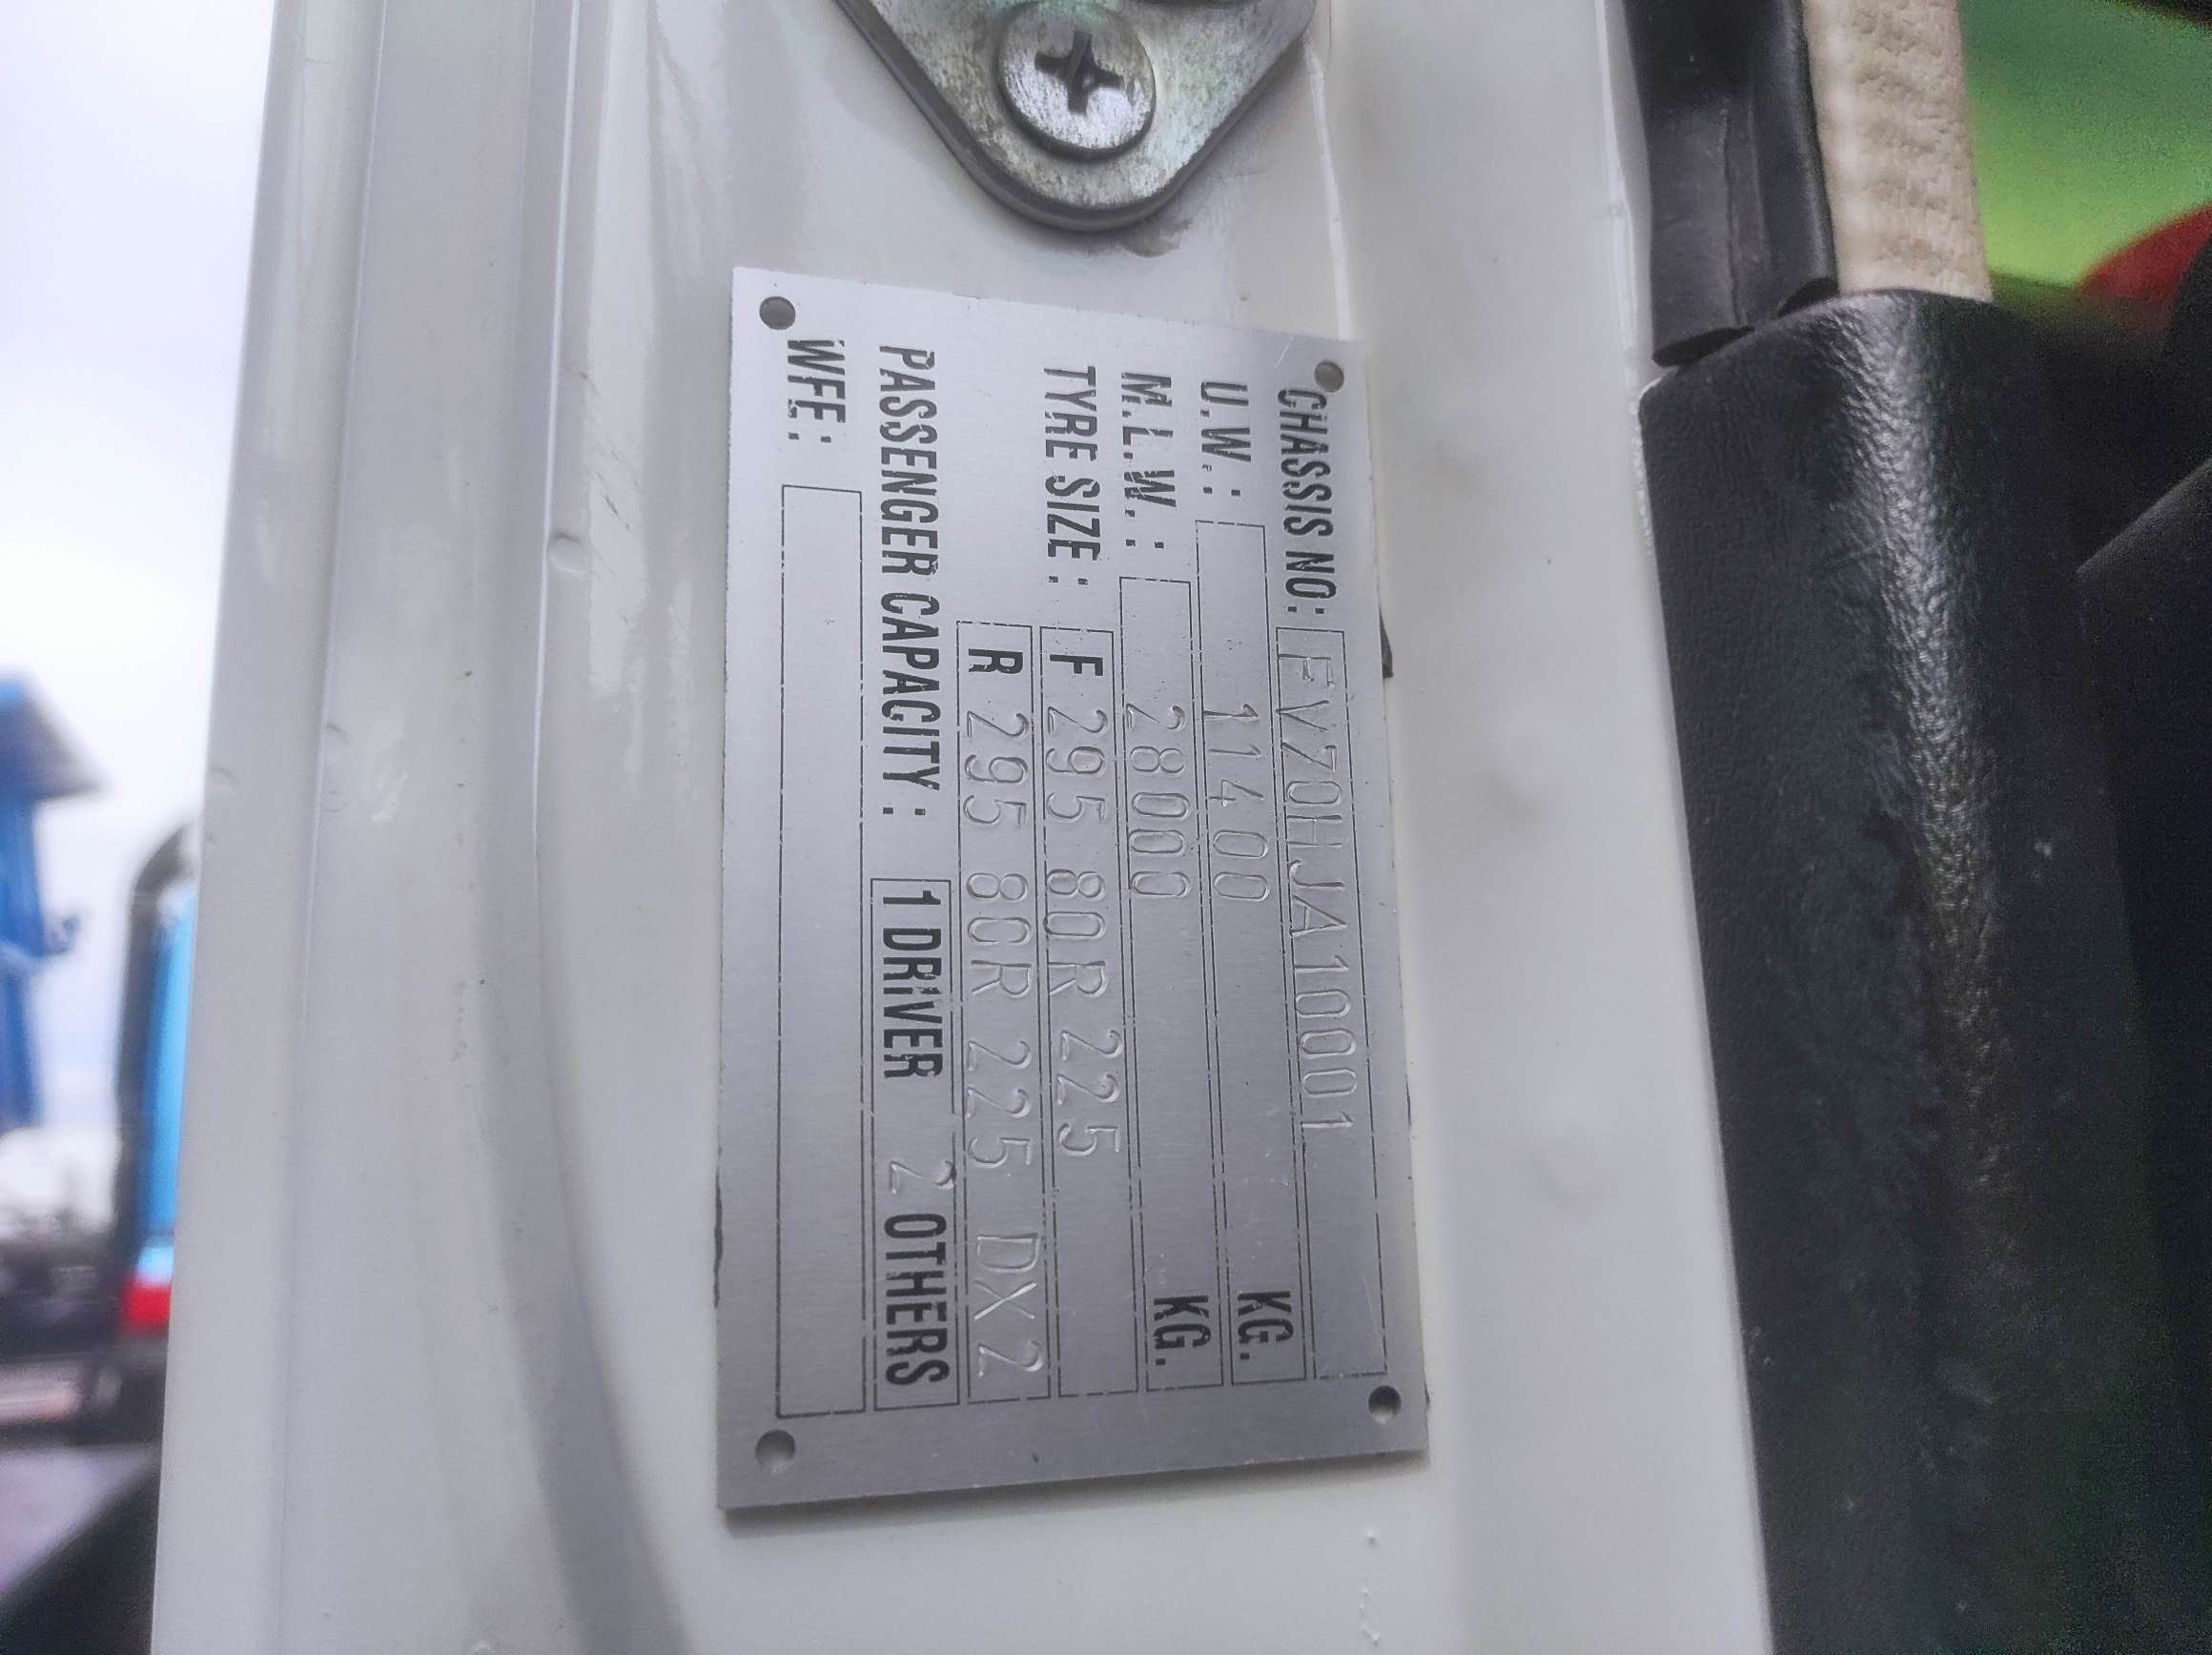 CHASSIS NO: FV70HJA10001
U.W.: 11400 KG.
M.L.W.: 28000 KG.
TYRE SIZE: F 295 80R 225
R 295 80R 225 DX2
PASSENGER CAPACITY: 1 DRIVER 2 OTHERS
WFE: